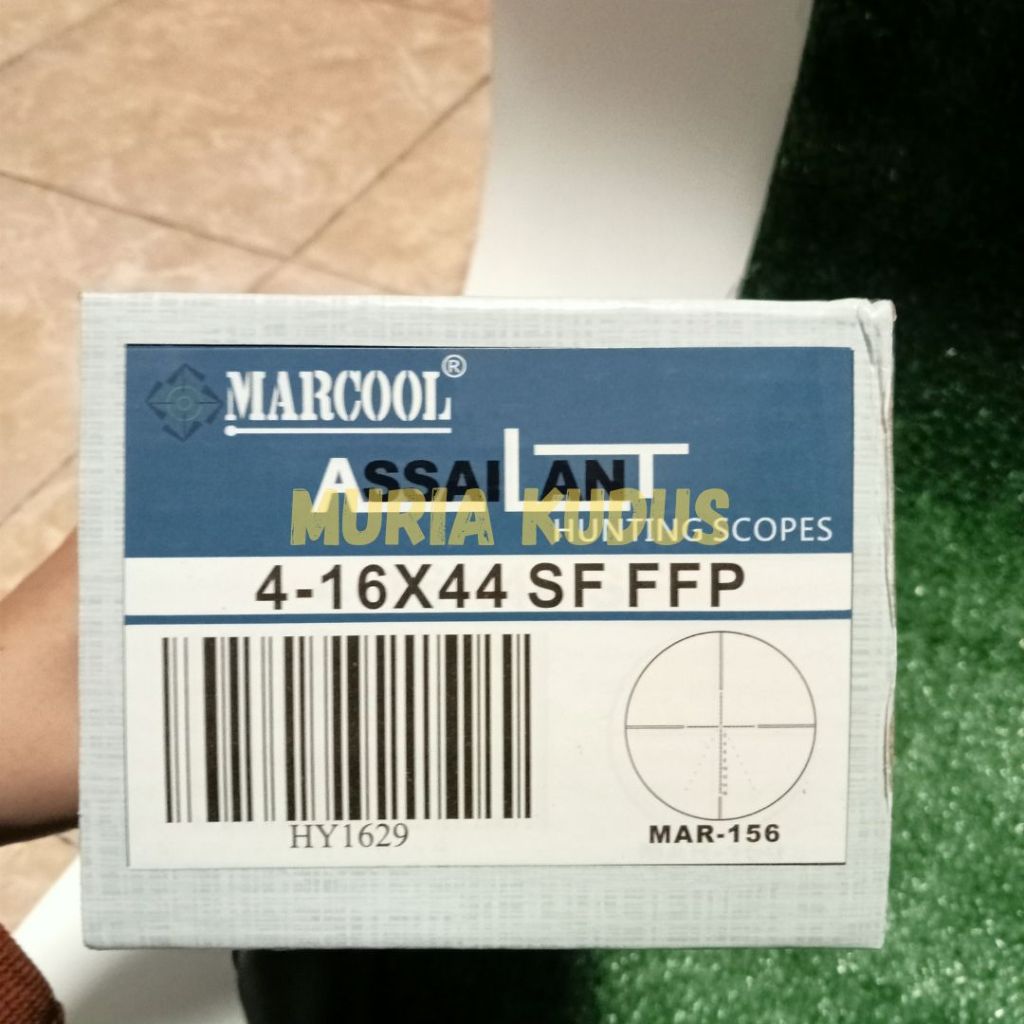 MARCOOL®
ASSAILANT
MURIA KUDUS
HUNTING SCOPES
4-16X44 SF FFP
HY1629
MAR-156